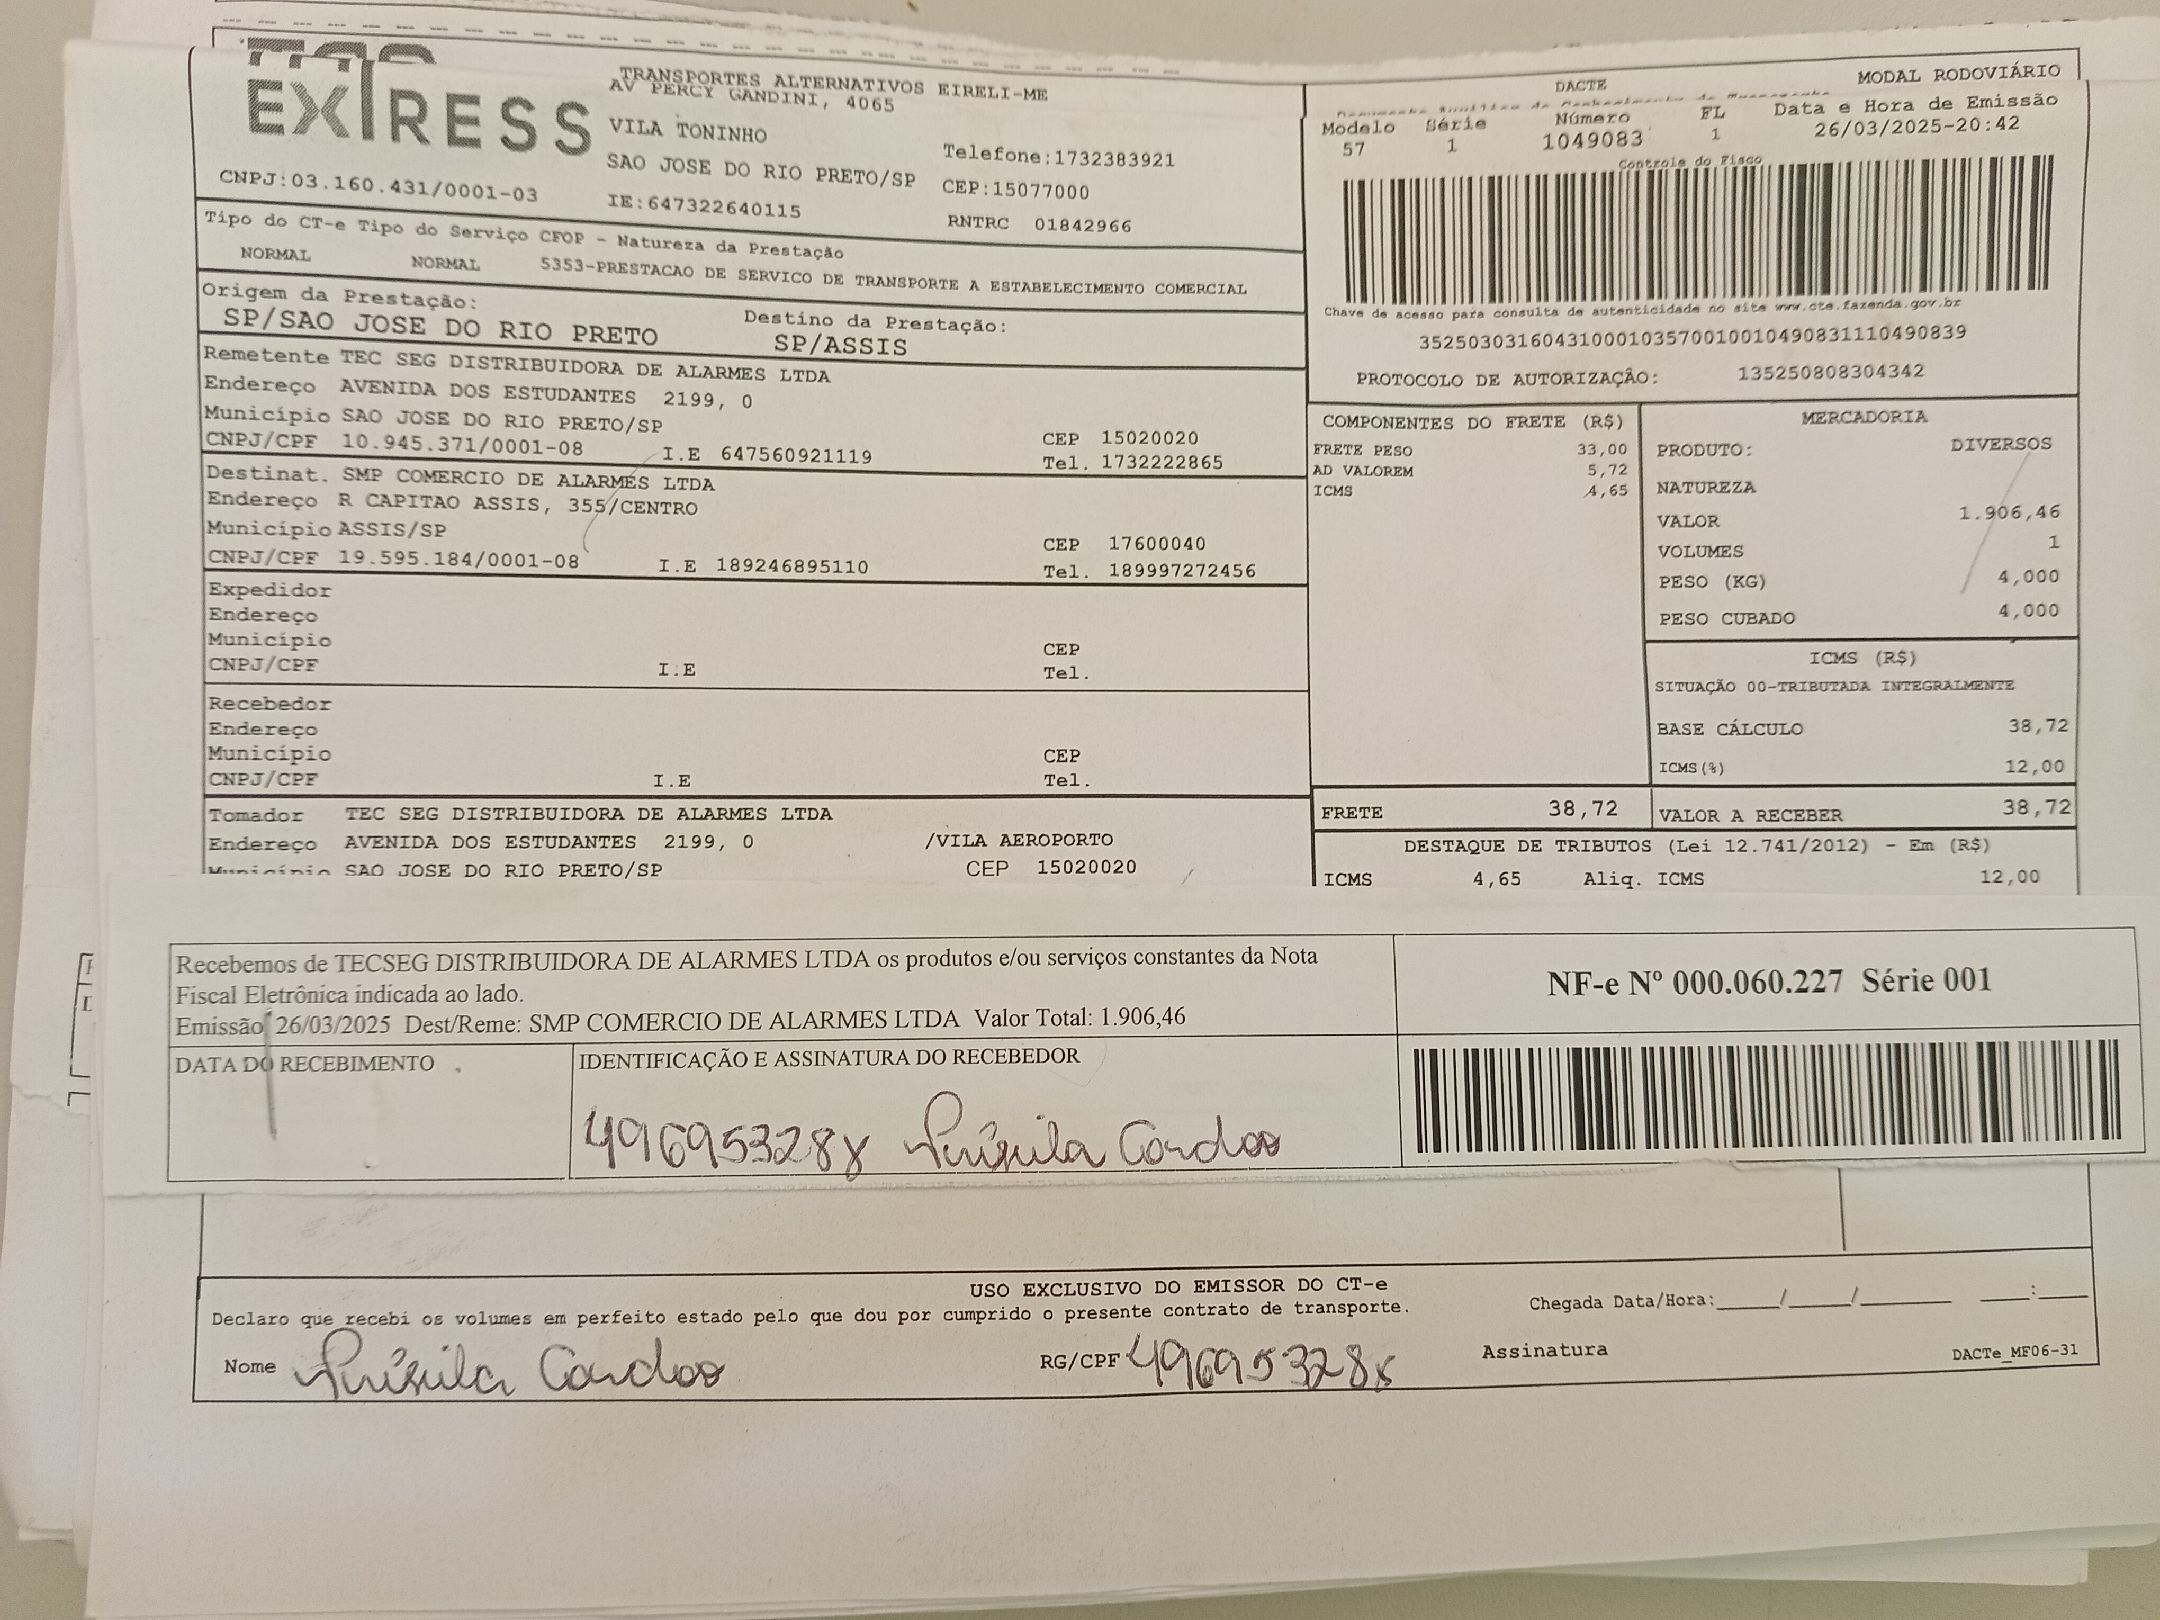 EXPRESS
TRANSPORTES ALTERNATIVOS EIRELI-ME
AV PERCY GANDINI, 4065
VILA TONINHO
SAO JOSE DO RIO PRETO/SP
Telefone:1732383921
CEP:15077000
CNPJ:03.160.431/0001-03
IE:647322640115
RNTRC 01842966
DACTE
MODAL RODOVIÁRIO
Modelo Série Número FL Data e Hora de Emissão
57 1 1049083 1 26/03/2025-20:42
Controle do Fisco
Chave de acesso para consulta de autenticidade no site www.cte.fazenda.gov.br
35250303160431000103570010010490831110490839
PROTOCOLO DE AUTORIZAÇÃO: 135250808304342
Tipo do CT-e Tipo do Serviço CFOP - Natureza da Prestação
NORMAL NORMAL 5353-PRESTACAO DE SERVICO DE TRANSPORTE A ESTABELECIMENTO COMERCIAL
Origem da Prestação: Destino da Prestação:
SP/SAO JOSE DO RIO PRETO SP/ASSIS
Remetente TEC SEG DISTRIBUIDORA DE ALARMES LTDA
Endereço AVENIDA DOS ESTUDANTES 2199, 0
Município SAO JOSE DO RIO PRETO/SP CEP 15020020
CNPJ/CPF 10.945.371/0001-08 I.E 647560921119 Tel. 1732222865
Destinat. SMP COMERCIO DE ALARMES LTDA
Endereço R CAPITAO ASSIS, 355/CENTRO
Município ASSIS/SP CEP 17600040
CNPJ/CPF 19.595.184/0001-08 I.E 189246895110 Tel. 189997272456
Expedidor
Endereço
Município CEP
CNPJ/CPF I.E Tel.
Recebedor
Endereço
Município CEP
CNPJ/CPF I.E Tel.
Tomador TEC SEG DISTRIBUIDORA DE ALARMES LTDA
Endereço AVENIDA DOS ESTUDANTES 2199, 0 /VILA AEROPORTO
Município SAO JOSE DO RIO PRETO/SP CEP 15020020
COMPONENTES DO FRETE (R$)
FRETE PESO 33,00
AD VALOREM 5,72
ICMS 4,65
MERCADORIA
PRODUTO: DIVERSOS
NATUREZA
VALOR 1.906,46
VOLUMES 1
PESO (KG) 4,000
PESO CUBADO 4,000
ICMS (R$)
SITUAÇÃO 00-TRIBUTADA INTEGRALMENTE
BASE CÁLCULO 38,72
ICMS(%) 12,00
FRETE 38,72 VALOR A RECEBER 38,72
DESTAQUE DE TRIBUTOS (Lei 12.741/2012) - Em (R$)
ICMS 4,65 Aliq. ICMS 12,00
Recebemos de TECSEG DISTRIBUIDORA DE ALARMES LTDA os produtos e/ou serviços constantes da Nota
Fiscal Eletrônica indicada ao lado.
Emissão 26/03/2025 Dest/Reme: SMP COMERCIO DE ALARMES LTDA Valor Total: 1.906,46
NF-e Nº 000.060.227 Série 001
DATA DO RECEBIMENTO
IDENTIFICAÇÃO E ASSINATURA DO RECEBEDOR
49695328x Priscila Cardoso
USO EXCLUSIVO DO EMISSOR DO CT-e
Declaro que recebi os volumes em perfeito estado pelo que dou por cumprido o presente contrato de transporte.
Chegada Data/Hora:____/____/______ ___:___
Nome Priscila Cardoso RG/CPF 49695328x Assinatura
DACTe_MF06-31